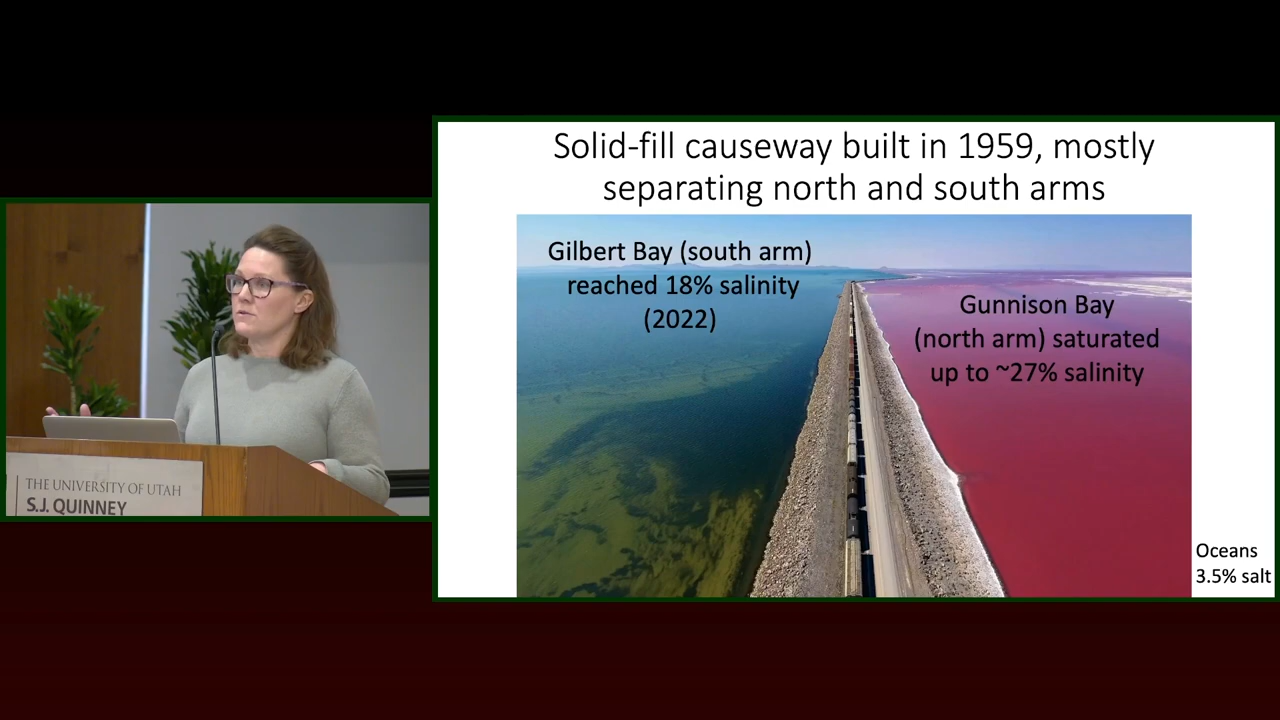 Solid-fill causeway built in 1959, mostly
separating north and south arms
Gilbert Bay (south arm)
reached 18% salinity
(2022)
Gunnison Bay
(north arm) saturated
up to ~27% salinity
Oceans
3.5% salt
THE UNIVERSITY OF UTAH
S.J. QUINNEY